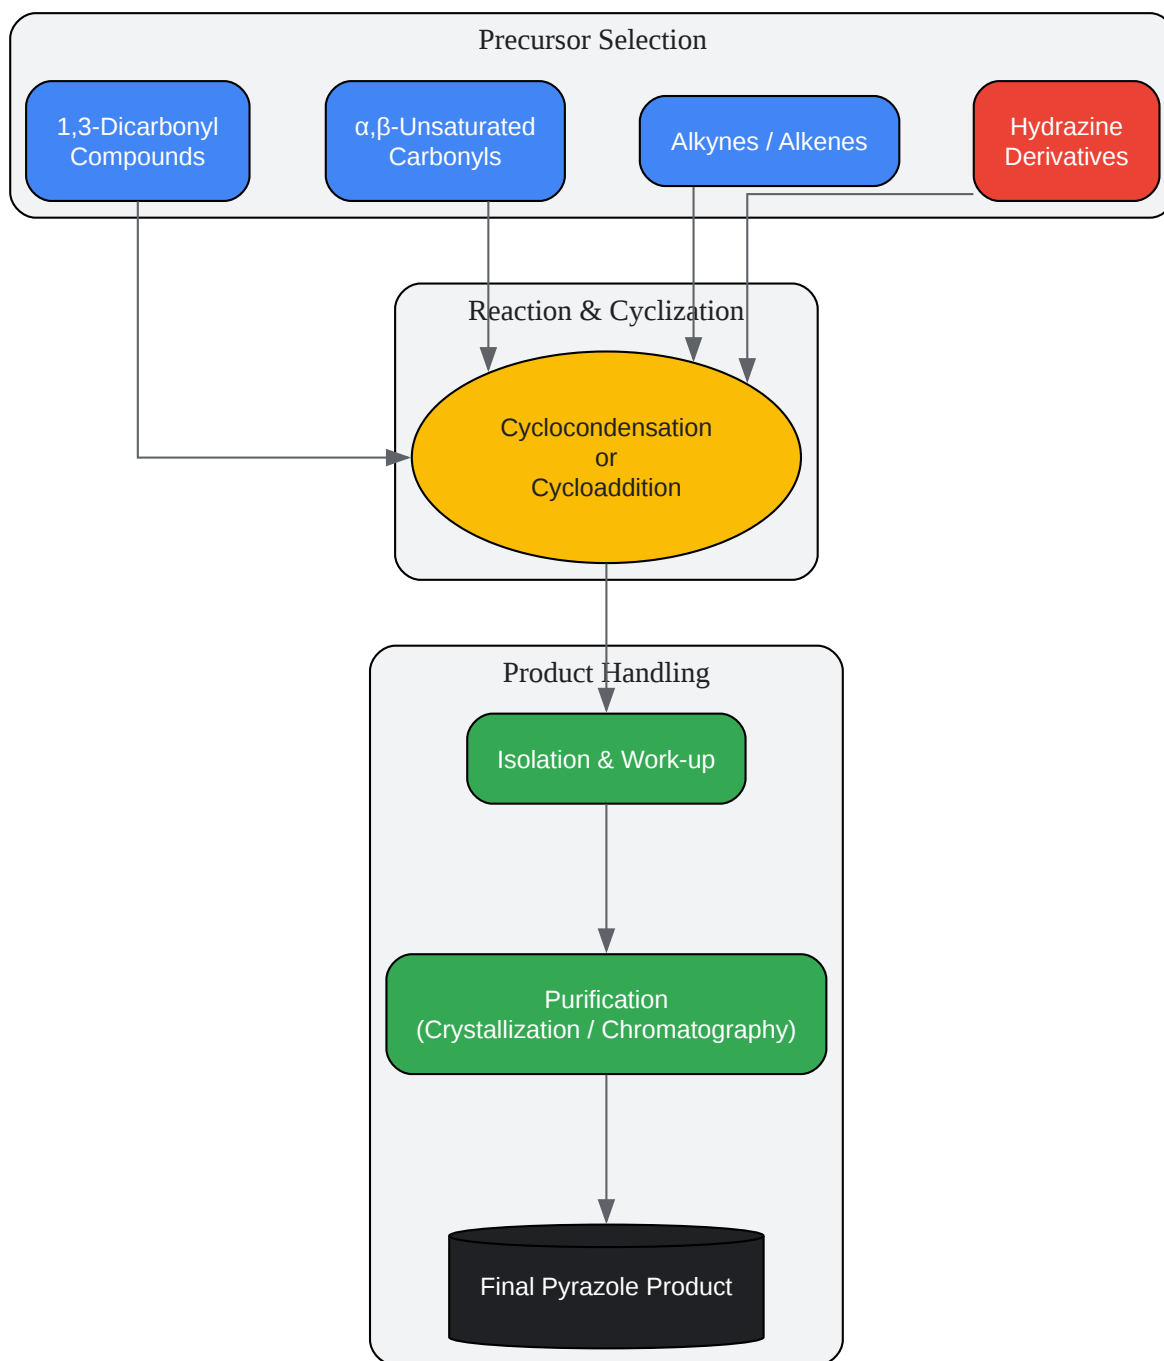 Precursor Selection
1,3-Dicarbonyl
Compounds
α,β-Unsaturated
Carbonyls
Alkynes / Alkenes
Hydrazine
Derivatives
Reaction & Cyclization
Cyclocondensation
or
Cycloaddition
Product Handling
Isolation & Work-up
Purification
(Crystallization / Chromatography)
Final Pyrazole Product